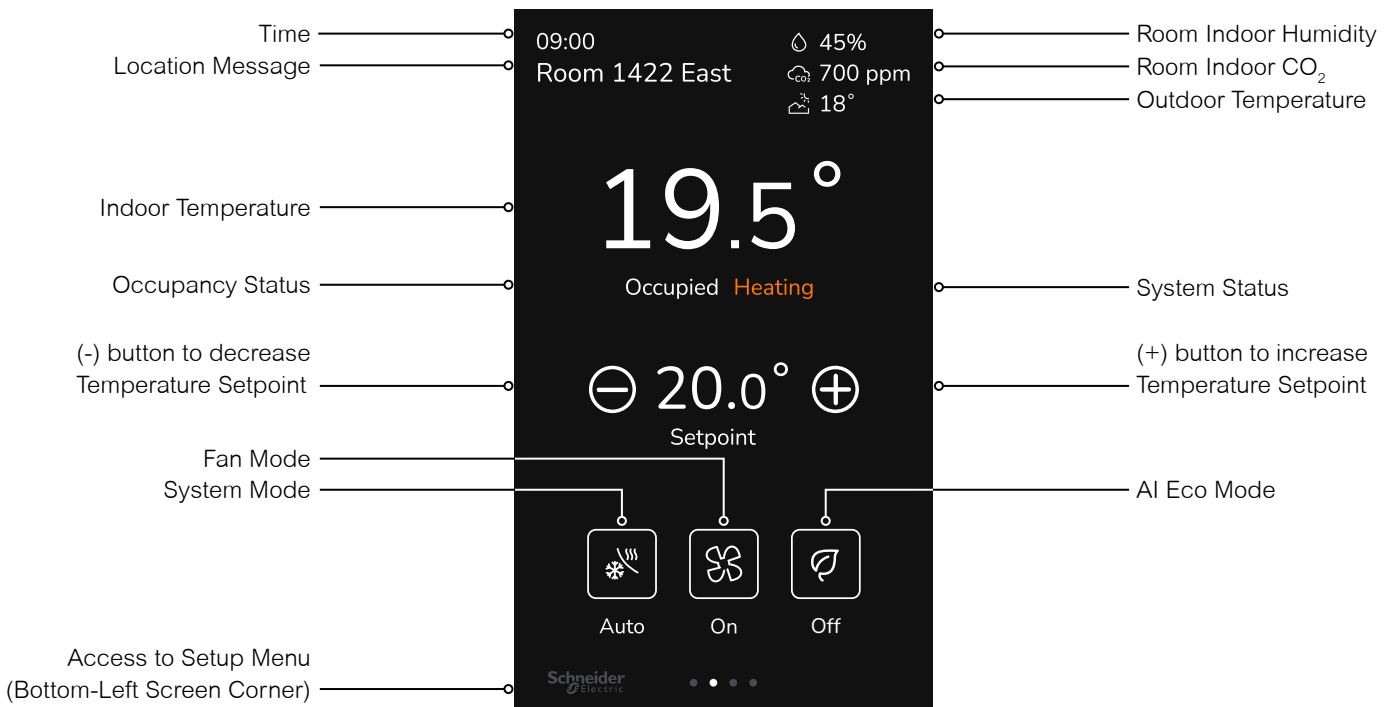 Time
Location Message
Indoor Temperature
Occupancy Status
(-) button to decrease
Temperature Setpoint
Fan Mode
System Mode
Access to Setup Menu
(Bottom-Left Screen Corner)
09:00
Room 1422 East
45%
CO₂ 700 ppm
18°
19.5°
Occupied Heating
20.0°
Setpoint
Auto On Off
Schneider
Electric
Room Indoor Humidity
Room Indoor CO₂
Outdoor Temperature
System Status
(+) button to increase
Temperature Setpoint
AI Eco Mode